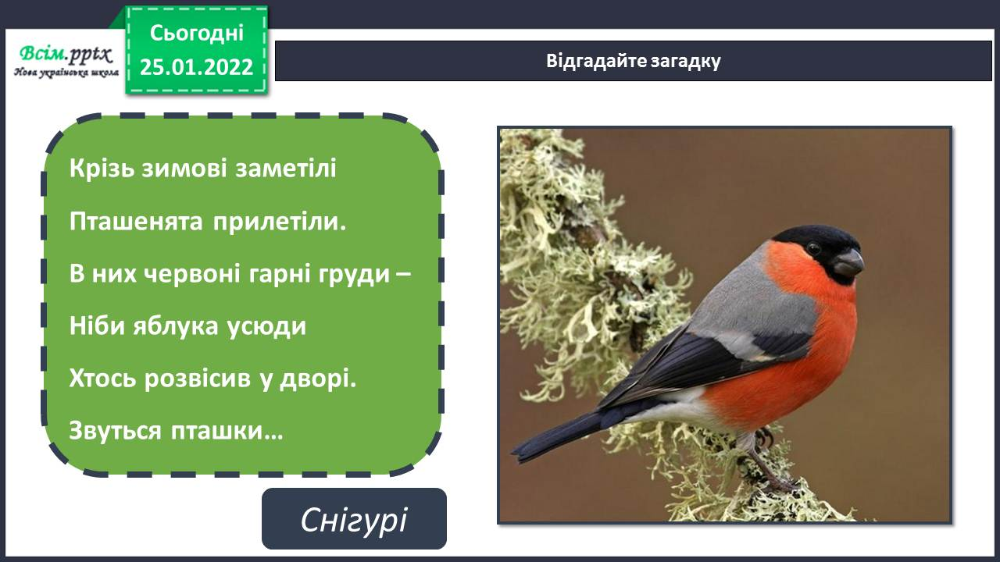 Всім.pptx
Нова українська школа
Сьогодні
25.01.2022
Відгадайте загадку
Крізь зимові заметілі
Пташенята прилетіли.
В них червоні гарні груди –
Ніби яблука усюди
Хтось розвісив у дворі.
Звуться пташки…
Снігурі